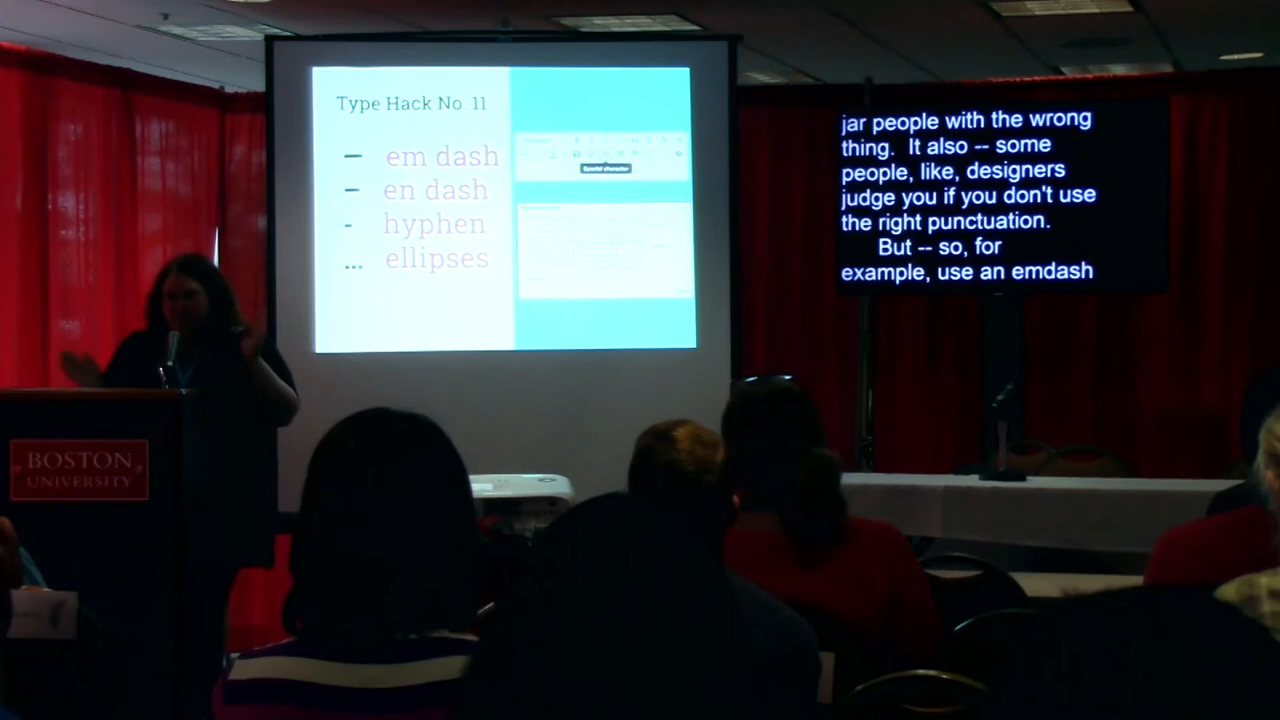 Type Hack No. 11
— em dash
– en dash
- hyphen
... ellipses
Special character
jar people with the wrong
thing. It also -- some
people, like, designers
judge you if you don't use
the right punctuation.
But -- so, for
example, use an emdash
BOSTON
UNIVERSITY